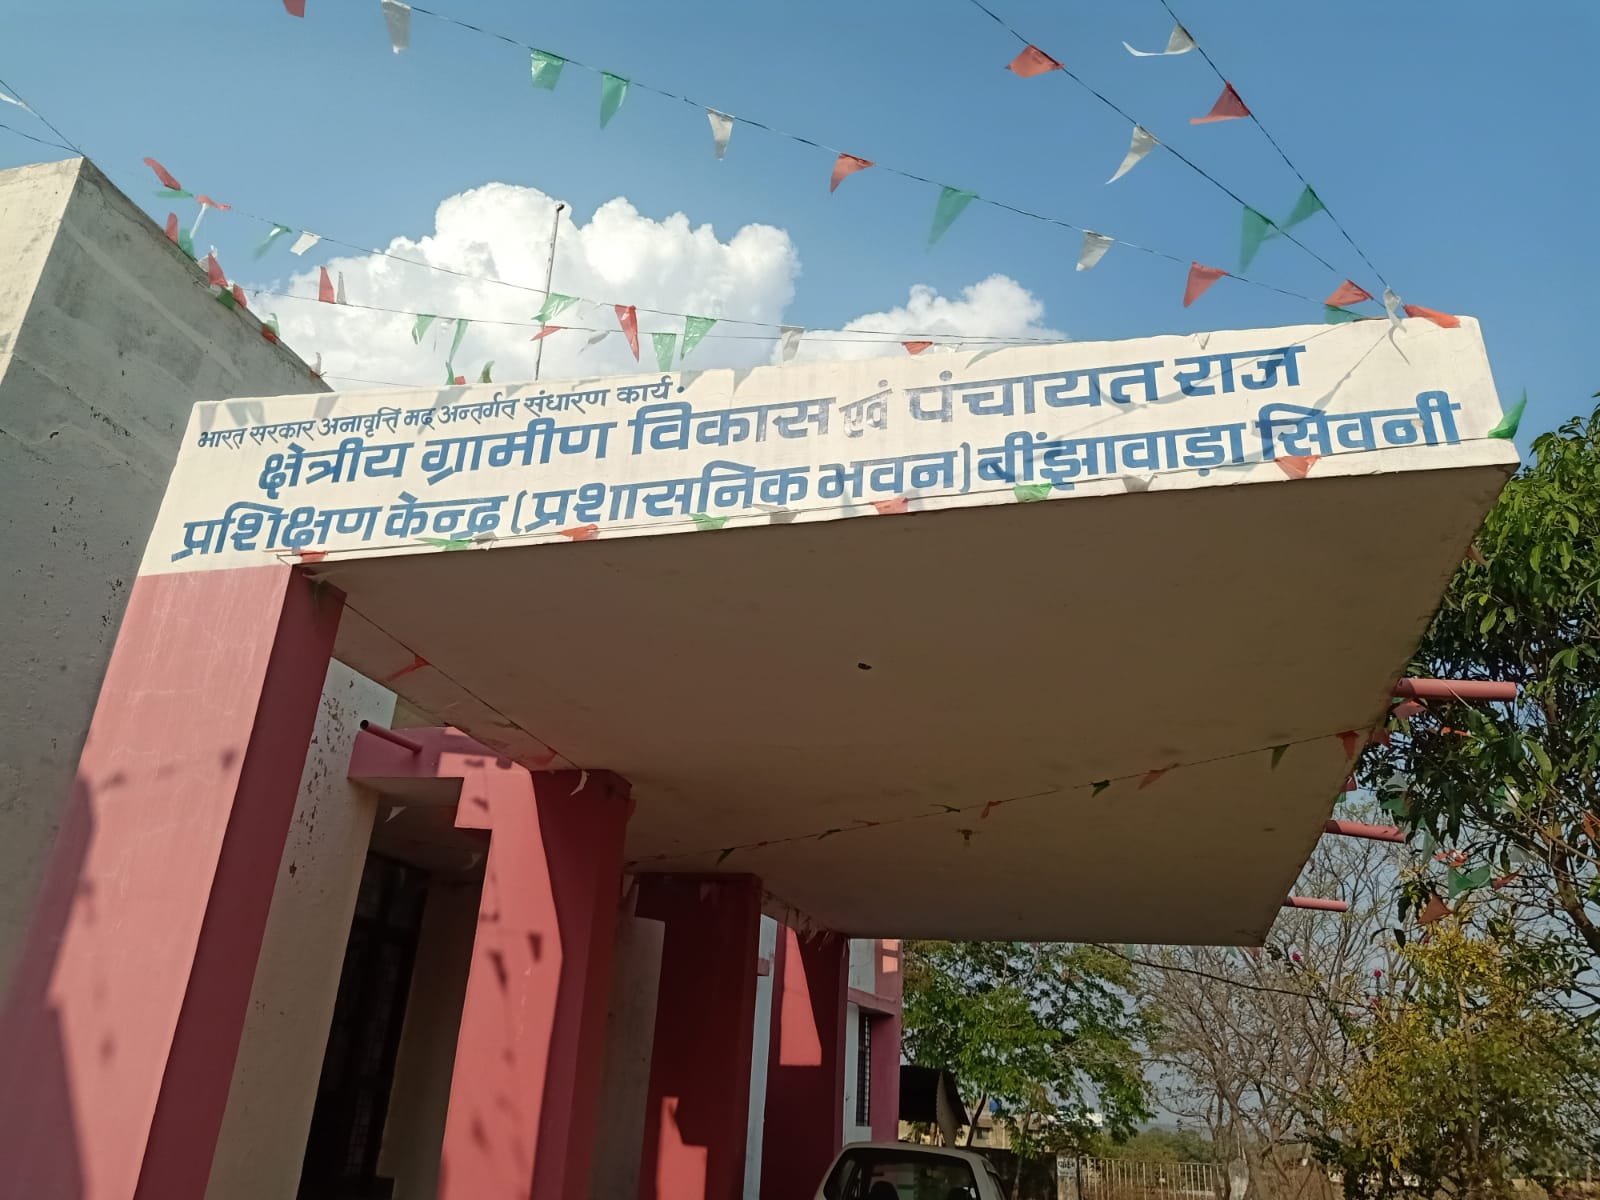 भारत सरकार अनावृत्ति मद अन्तर्गत संधारण कार्य.
क्षेत्रीय ग्रामीण विकास एवं पंचायत राज
प्रशिक्षण केन्द्र (प्रशासनिक भवन) बींझावाड़ा सिवनी